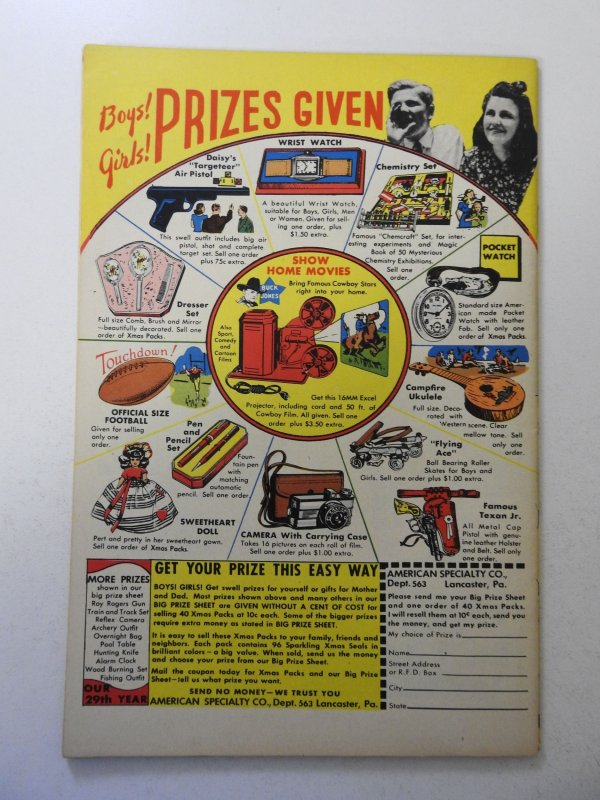 Boys!
Girls!
PRIZES GIVEN
Daisy's
"Targeteer"
Air Pistol
This swell outfit includes big air
pistol, shot and complete
target set. Sell one order
plus 75c extra.
WRIST WATCH
A beautiful Wrist Watch,
suitable for Boys, Girls, Men
or Women. Given for sell-
ing one order, plus
$1.50 extra.
Chemistry Set
Famous "Chemcraft" Set, for inter-
esting experiments and Magic
Book of 50 Mysterious
Chemistry Exhibitions.
Sell one
order.
POCKET
WATCH
Standard size Amer-
ican made Pocket
Watch with leather
Fob. Sell only one
order of Xmas Packs.
Dresser
Set
Full size Comb, Brush and Mirror
—beautifully decorated. Sell one
order of Xmas Packs.
SHOW
HOME MOVIES
BUCK
JONES
Bring Famous Cowboy Stars
right into your home.
Also
Sport,
Comedy
and
Cartoon
Films
Get this 16MM Excel
Projector, including cord and 50 ft. of
Cowboy Film. All given. Sell one
order plus $3.50 extra.
Touchdown!
OFFICIAL SIZE
FOOTBALL
Given for selling
only one
order.
Campfire
Ukulele
Full size. Deco-
rated with
Western scene. Clear
mellow tone. Sell
only one
order.
Pen
and
Pencil
Set
Foun-
tain pen
with
matching
automatic
pencil. Sell one order.
"Flying
Ace"
Ball Bearing Roller
Skates for Boys and
Girls. Sell one order plus $1.00 extra.
SWEETHEART
DOLL
Pert and pretty in her sweetheart gown.
Sell one order of Xmas Packs.
CAMERA With Carrying Case
Takes 16 pictures on each roll of film.
Sell one order plus $1.00 extra.
Famous
Texan Jr.
All Metal Cap
Pistol with genu-
ine leather Holster
and Belt. Sell only
one order.
MORE PRIZES
shown in our
big prize sheet
Ray Rogers Gun
Train and Track Set
Reflex Camera
Archery Outfit
Overnight Bag
Pool Table
Hunting Knife
Alarm Clock
Wood Burning Set
Fishing Outfit
OUR
29th YEAR
GET YOUR PRIZE THIS EASY WAY
BOYS! GIRLS! Get swell prizes for yourself or gifts for Mother
and Dad. Most prizes shown above and many others in our
BIG PRIZE SHEET are GIVEN WITHOUT A CENT OF COST for
selling 40 Xmas Packs at 10c each. Some of the bigger prizes
require extra money as stated in BIG PRIZE SHEET.
It is easy to sell these Xmas Packs to your family, friends and
neighbors. Each pack contains 96 Sparkling Xmas Seals in
brilliant colors – a big value. When sold, send us the money
and choose your prize from our Big Prize Sheet.
Mail the coupon today for Xmas Packs and our Big Prize
Sheet—tell us what prize you want.
SEND NO MONEY—WE TRUST YOU
AMERICAN SPECIALTY CO., Dept. 563 Lancaster, Pa.
AMERICAN SPECIALTY CO.,
Dept. 563 Lancaster, Pa.
Please send me your Big Prize Sheet
and one order of 40 Xmas Packs.
I will resell them at 10¢ each, send you
the money, and get my prize.
My choice of Prize is
Name
Street Address
or R.F.D. Box
City
State